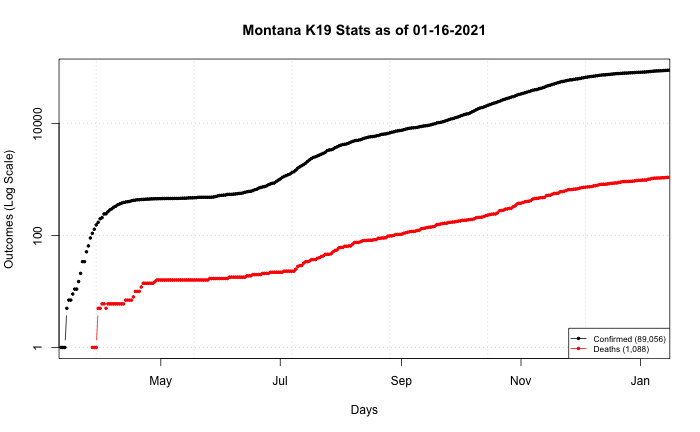 Montana K19 Stats as of 01-16-2021
Outcomes (Log Scale)
10000
100
1
Confirmed (89,056)
Deaths (1,088)
May Jul Sep Nov Jan
Days